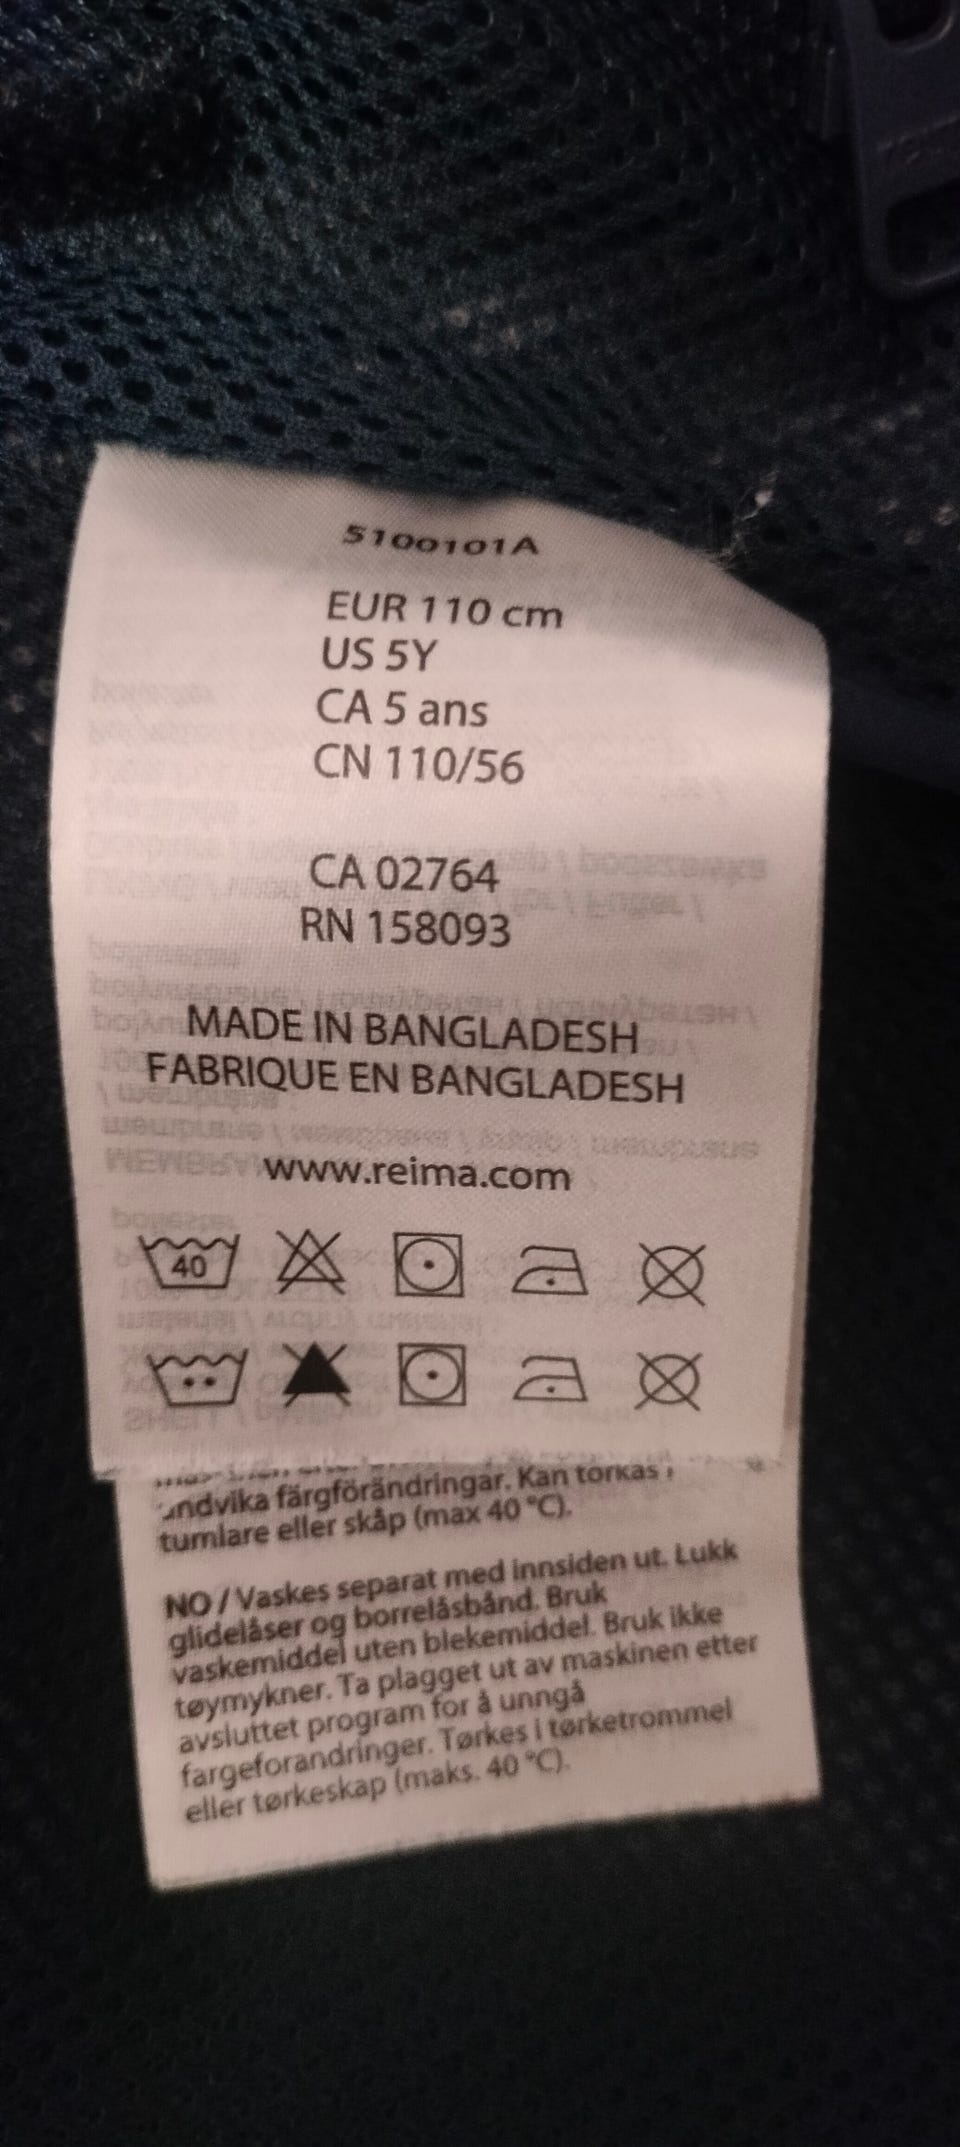 5100101A
EUR 110 cm
US 5Y
CA 5 ans
CN 110/56
CA 02764
RN 158093
MADE IN BANGLADESH
FABRIQUE EN BANGLADESH
www.reima.com
40
färgförändringar. Kan torkas i
tumlare eller skåp (max 40 °C).
NO / Vaskes separat med innsiden ut. Lukk
glidelåser og borrelåsbånd. Bruk
vaskemiddel uten blekemiddel. Bruk ikke
tøymykner. Ta plagget ut av maskinen etter
avsluttet program for å unngå
fargeforandringer. Tørkes i tørketrommel
eller tørkeskap (maks. 40 °C).